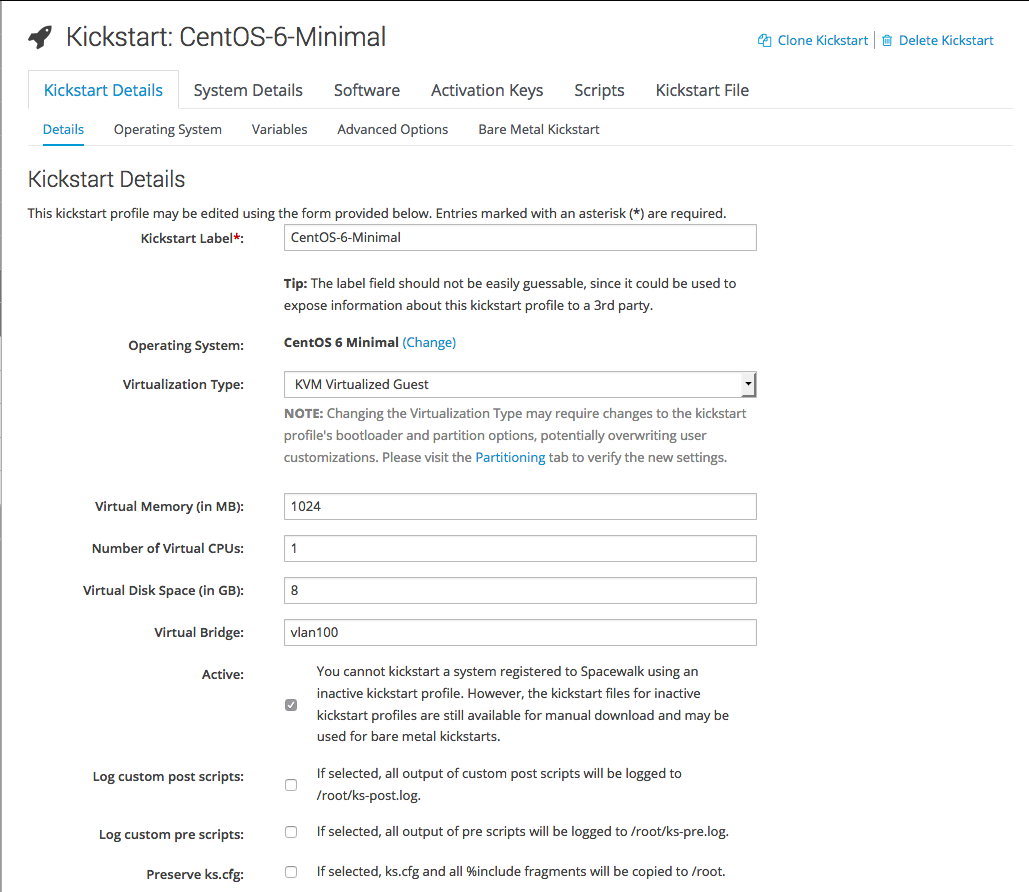 Kickstart: CentOS-6-Minimal
Clone Kickstart | Delete Kickstart
Kickstart Details System Details Software Activation Keys Scripts Kickstart File
Details Operating System Variables Advanced Options Bare Metal Kickstart
Kickstart Details
This kickstart profile may be edited using the form provided below. Entries marked with an asterisk (*) are required.
Kickstart Label*: CentOS-6-Minimal
Tip: The label field should not be easily guessable, since it could be used to
expose information about this kickstart profile to a 3rd party.
Operating System: CentOS 6 Minimal (Change)
Virtualization Type: KVM Virtualized Guest
NOTE: Changing the Virtualization Type may require changes to the kickstart
profile's bootloader and partition options, potentially overwriting user
customizations. Please visit the Partitioning tab to verify the new settings.
Virtual Memory (in MB): 1024
Number of Virtual CPUs: 1
Virtual Disk Space (in GB): 8
Virtual Bridge: vlan100
Active: You cannot kickstart a system registered to Spacewalk using an
inactive kickstart profile. However, the kickstart files for inactive
kickstart profiles are still available for manual download and may be
used for bare metal kickstarts.
Log custom post scripts: If selected, all output of custom post scripts will be logged to
/root/ks-post.log.
Log custom pre scripts: If selected, all output of pre scripts will be logged to /root/ks-pre.log.
Preserve ks.cfg: If selected, ks.cfg and all %include fragments will be copied to /root.